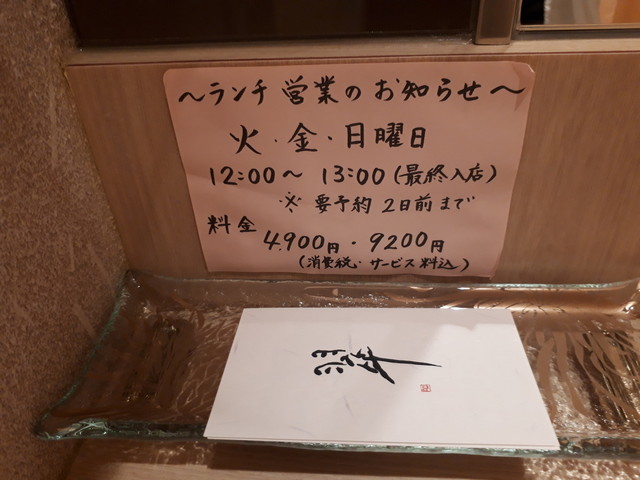 ～ランチ 営業のお知らせ～
火・金・日曜日
12:00～ 13:00(最終入店)
※ 要予約 2日前まで
料金
4.900円・9200円
(消費税・サービス料込)